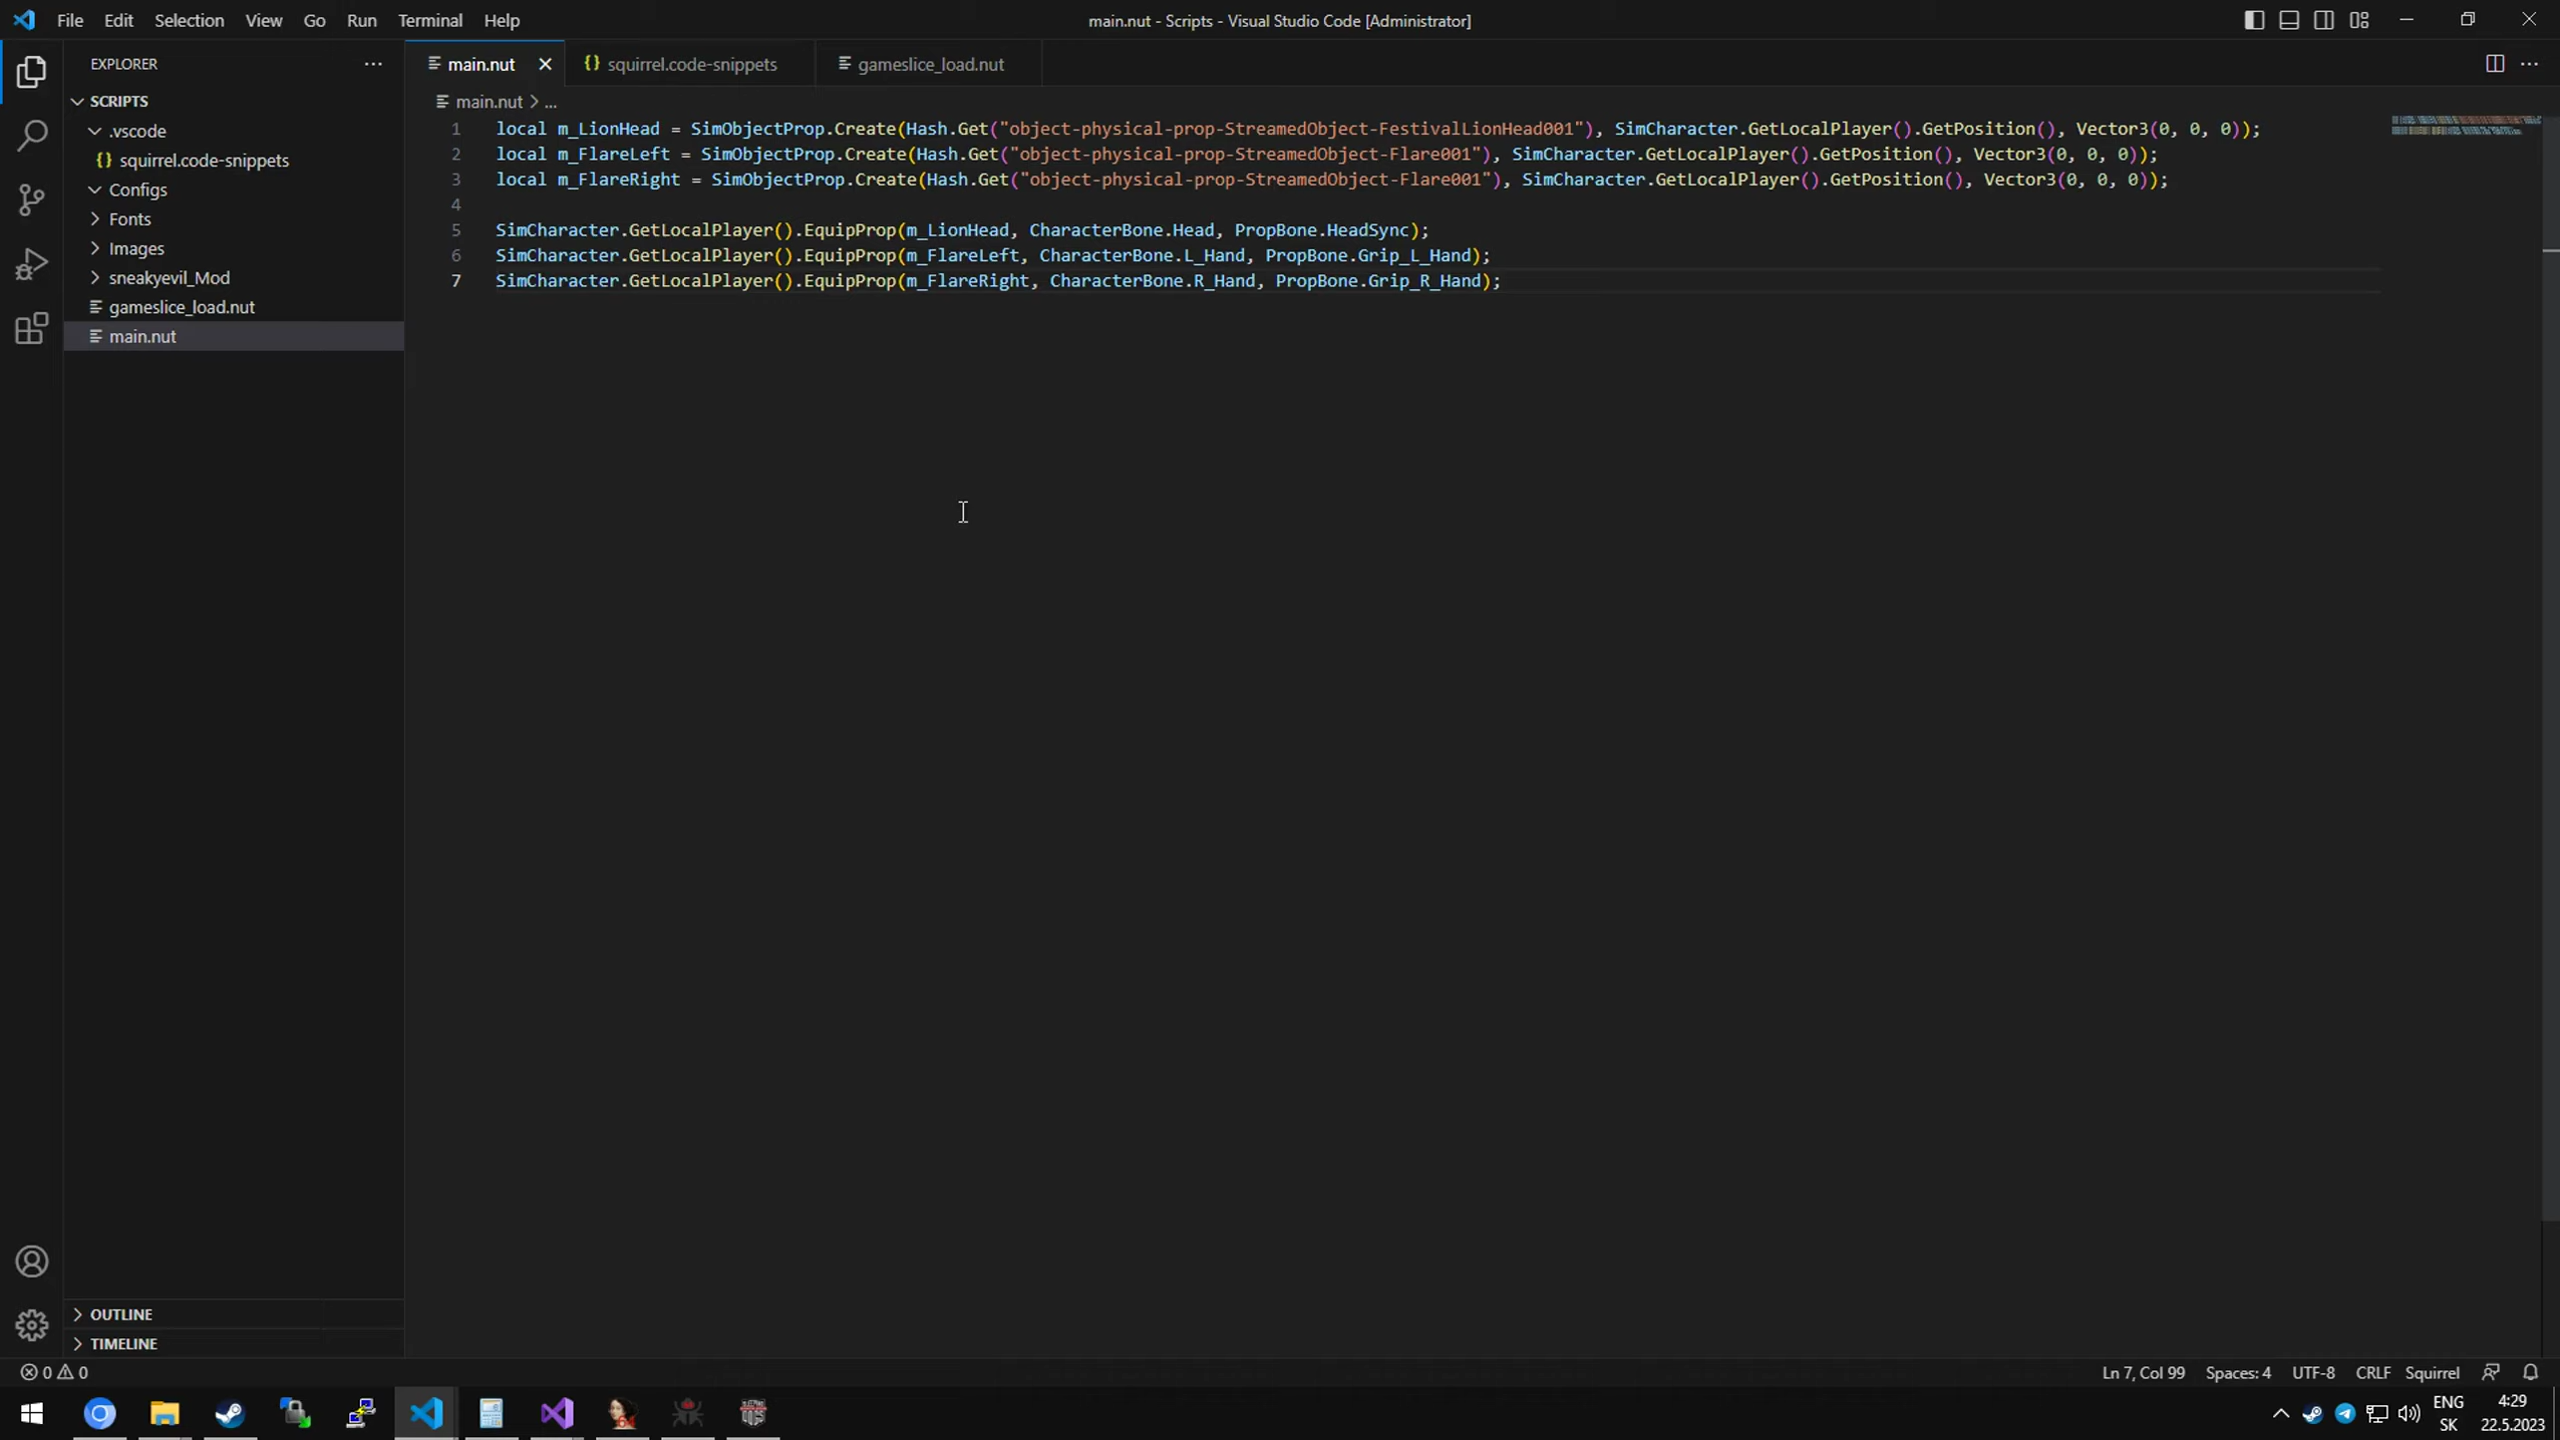 File Edit Selection View Go Run Terminal Help
main.nut - Scripts - Visual Studio Code [Administrator]
EXPLORER ···
main.nut squirrel.code-snippets gameslice_load.nut
SCRIPTS
.vscode
{} squirrel.code-snippets
Configs
Fonts
Images
sneakyevil_Mod
gameslice_load.nut
main.nut
main.nut > ...
1 local m_LionHead = SimObjectProp.Create(Hash.Get("object-physical-prop-StreamedObject-FestivalLionHead001"), SimCharacter.GetLocalPlayer().GetPosition(), Vector3(0, 0, 0));
2 local m_FlareLeft = SimObjectProp.Create(Hash.Get("object-physical-prop-StreamedObject-Flare001"), SimCharacter.GetLocalPlayer().GetPosition(), Vector3(0, 0, 0));
3 local m_FlareRight = SimObjectProp.Create(Hash.Get("object-physical-prop-StreamedObject-Flare001"), SimCharacter.GetLocalPlayer().GetPosition(), Vector3(0, 0, 0));
4
5 SimCharacter.GetLocalPlayer().EquipProp(m_LionHead, CharacterBone.Head, PropBone.HeadSync);
6 SimCharacter.GetLocalPlayer().EquipProp(m_FlareLeft, CharacterBone.L_Hand, PropBone.Grip_L_Hand);
7 SimCharacter.GetLocalPlayer().EquipProp(m_FlareRight, CharacterBone.R_Hand, PropBone.Grip_R_Hand);
OUTLINE
TIMELINE
0 0
Ln 7, Col 99 Spaces: 4 UTF-8 CRLF Squirrel
ENG
SK
4:29
22.5.2023